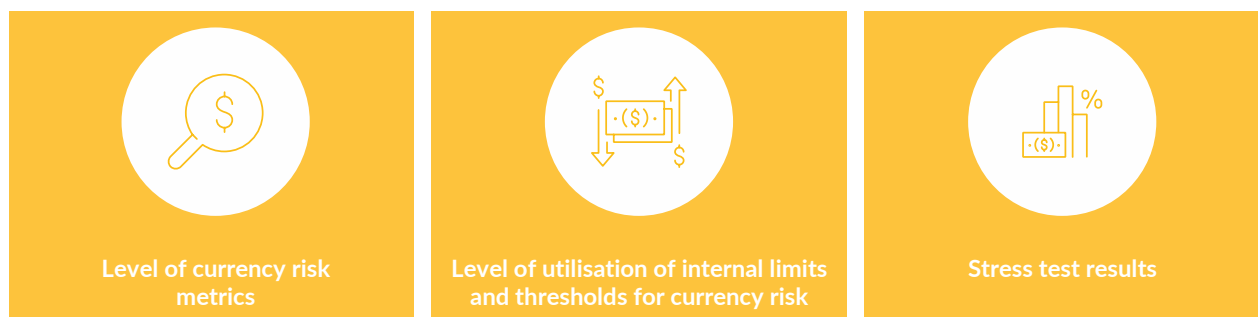 $
$
($)
$
%
($)
Level of currency risk
metrics
Level of utilisation of internal limits
and thresholds for currency risk
Stress test results